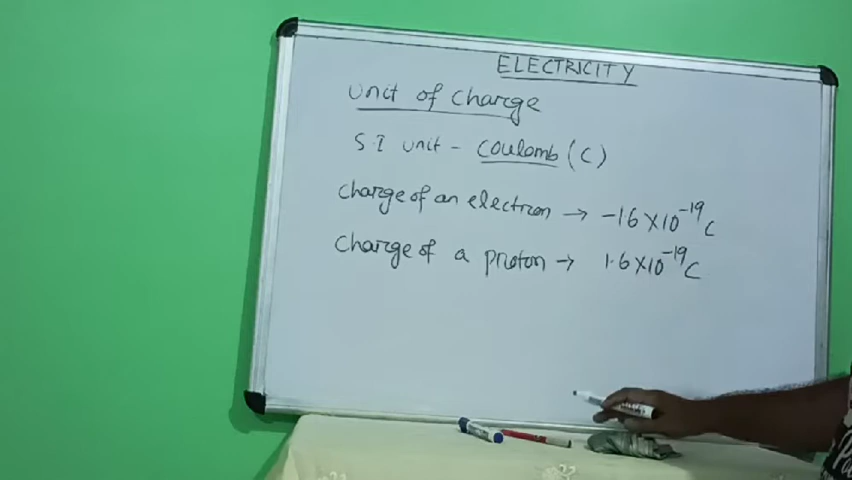 ELECTRICITY
Unit of charge
S.I unit - Coulomb (C)
Charge of an electron → -1.6×10⁻¹⁹ C
Charge of a proton → 1.6×10⁻¹⁹ C